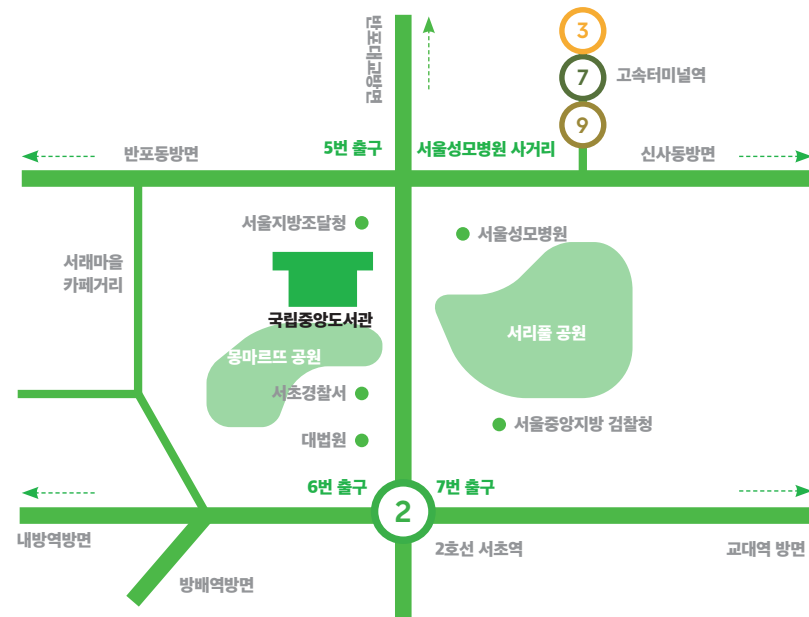 3
반포대교방면
7
고속터미널역
9
반포동방면
5번 출구
서울성모병원 사거리
신사동방면
서울지방조달청
서울성모병원
서래마을
카페거리
국립중앙도서관
서리풀 공원
몽마르뜨 공원
서초경찰서
서울중앙지방 검찰청
대법원
6번 출구
7번 출구
2
내방역방면
2호선 서초역
교대역 방면
방배역방면